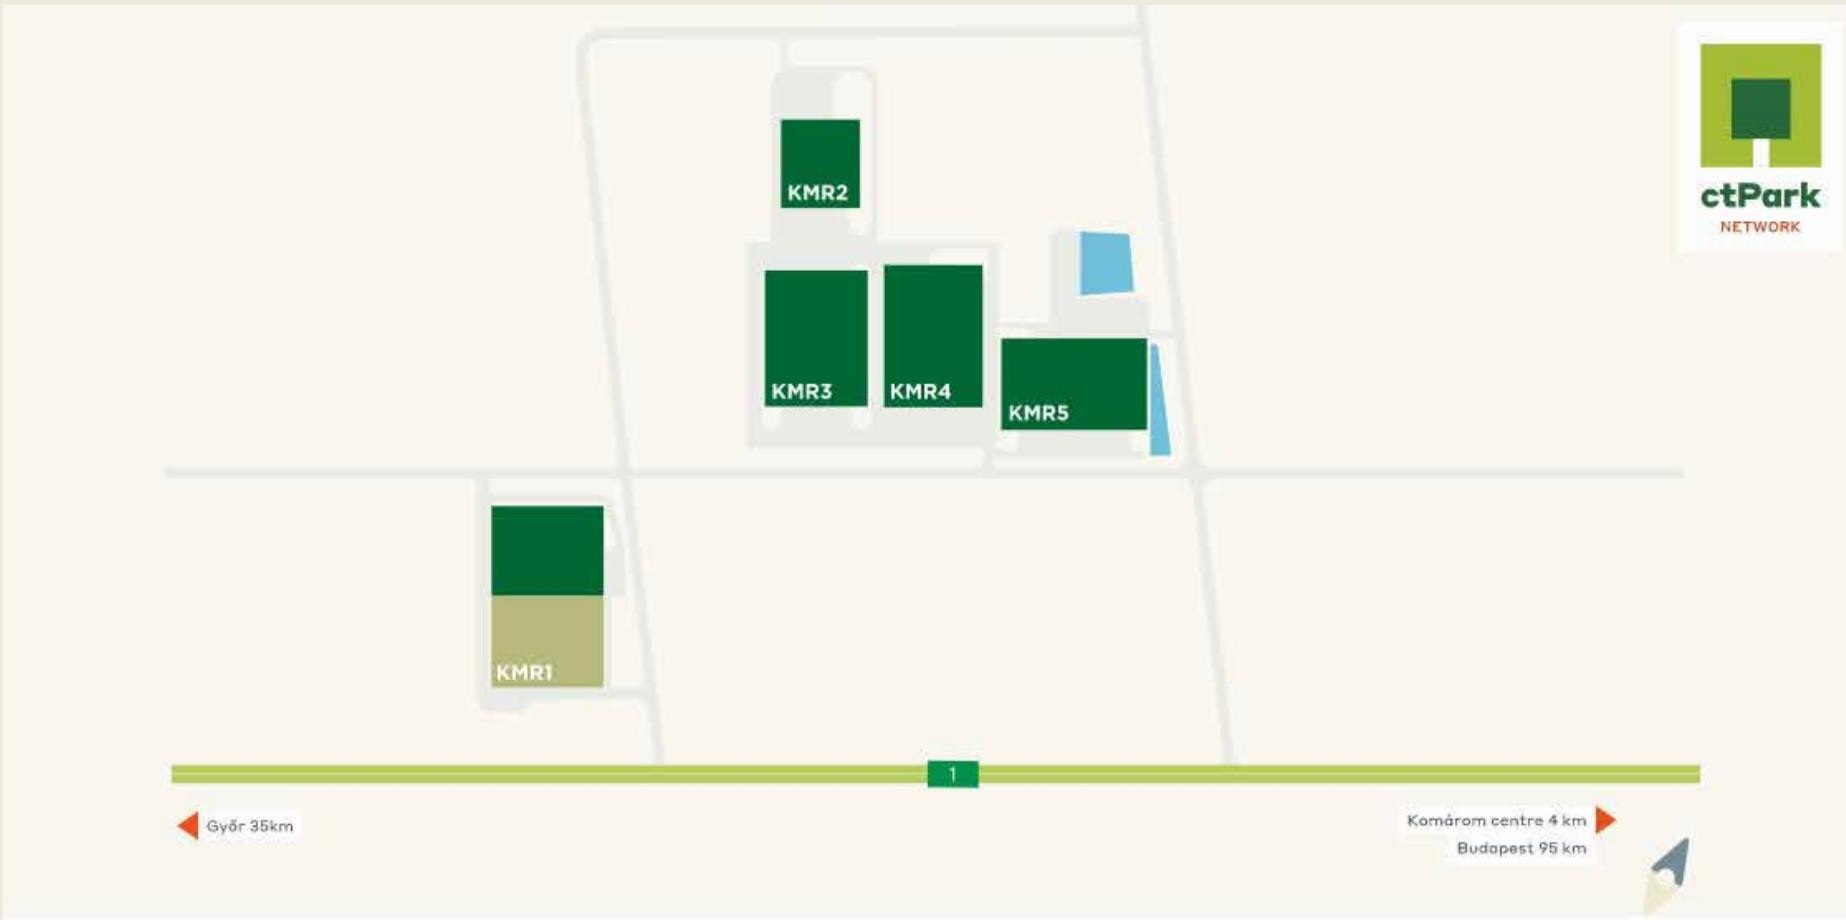 ctPark
NETWORK
KMR2
KMR3
KMR4
KMR5
KMR1
1
Győr 35km
Komárom centre 4 km
Budapest 95 km